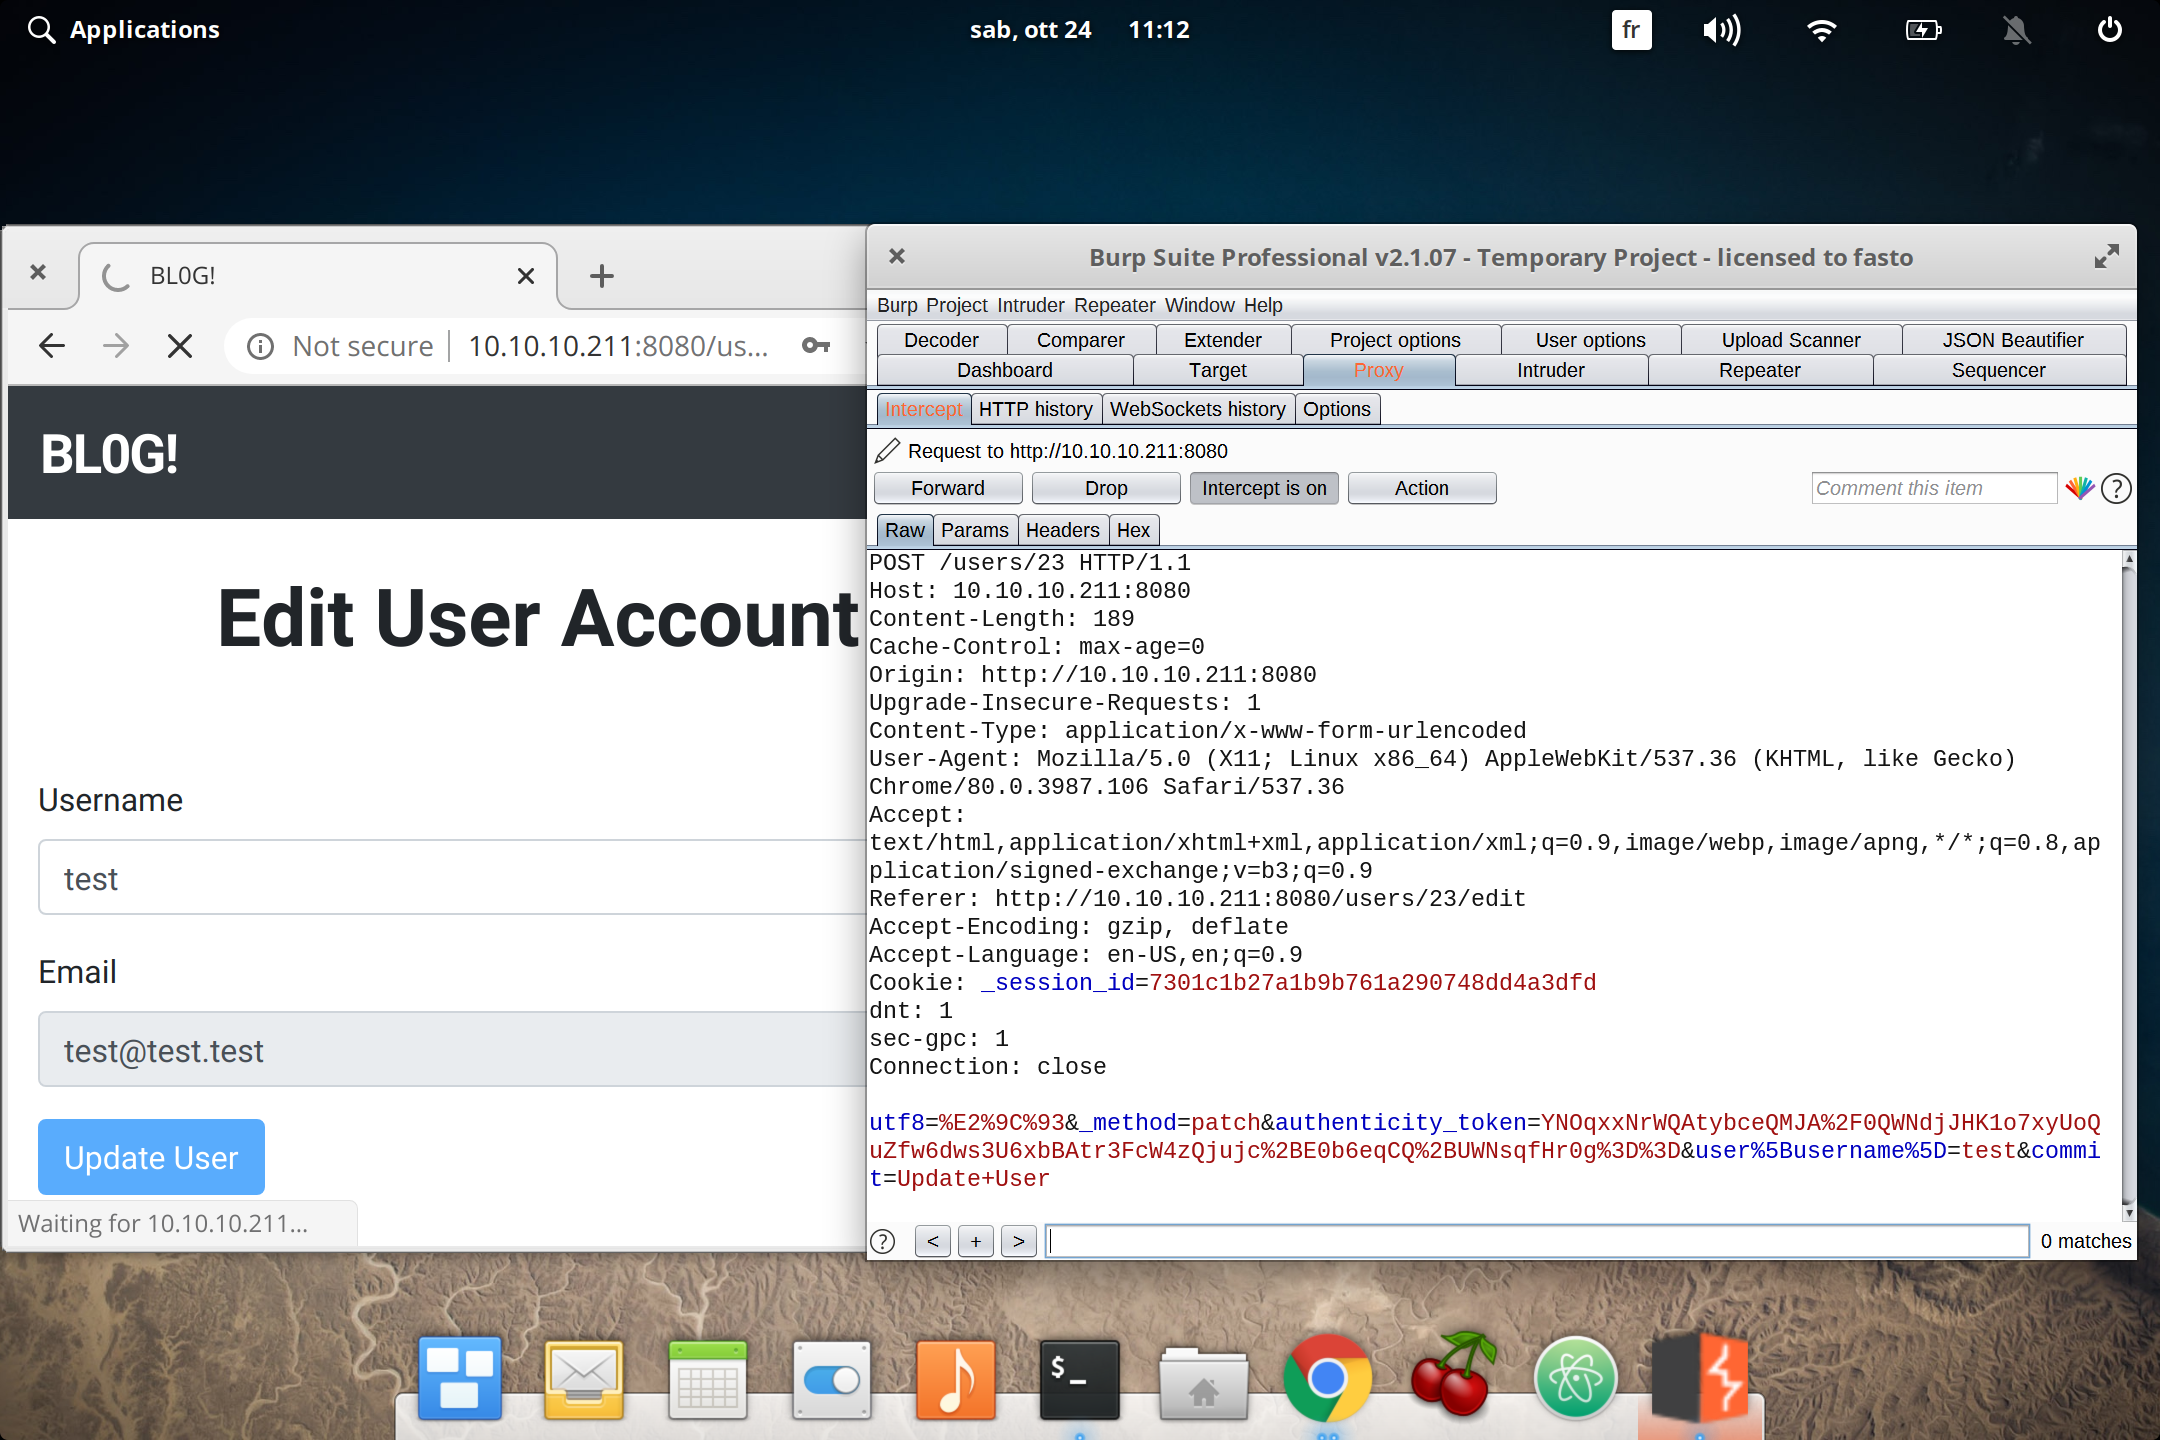 Applications
sab, ott 24 11:12
fr
BL0G!
Not secure 10.10.10.211:8080/us...
BL0G!
Edit User Account
Username
test
Email
test@test.test
Update User
Waiting for 10.10.10.211...
Burp Suite Professional v2.1.07 - Temporary Project - licensed to fasto
Burp Project Intruder Repeater Window Help
Decoder Comparer Extender Project options User options Upload Scanner JSON Beautifier
Dashboard Target Proxy Intruder Repeater Sequencer
Intercept HTTP history WebSockets history Options
Request to http://10.10.10.211:8080
Forward Drop Intercept is on Action Comment this item ?
Raw Params Headers Hex
POST /users/23 HTTP/1.1
Host: 10.10.10.211:8080
Content-Length: 189
Cache-Control: max-age=0
Origin: http://10.10.10.211:8080
Upgrade-Insecure-Requests: 1
Content-Type: application/x-www-form-urlencoded
User-Agent: Mozilla/5.0 (X11; Linux x86_64) AppleWebKit/537.36 (KHTML, like Gecko)
Chrome/80.0.3987.106 Safari/537.36
Accept:
text/html,application/xhtml+xml,application/xml;q=0.9,image/webp,image/apng,*/*;q=0.8,ap
plication/signed-exchange;v=b3;q=0.9
Referer: http://10.10.10.211:8080/users/23/edit
Accept-Encoding: gzip, deflate
Accept-Language: en-US,en;q=0.9
Cookie: _session_id=7301c1b27a1b9b761a290748dd4a3dfd
dnt: 1
sec-gpc: 1
Connection: close
utf8=%E2%9C%93&_method=patch&authenticity_token=YNOqxxNrWQAtybceQMJA%2F0QWNdjJHK1o7xyUoQ
uZfw6dws3U6xbBAtr3FcW4zQjujc%2BE0b6eqCQ%2BUWNsqfHr0g%3D%3D&user%5Busername%5D=test&commi
t=Update+User
? < + > 0 matches
$ _